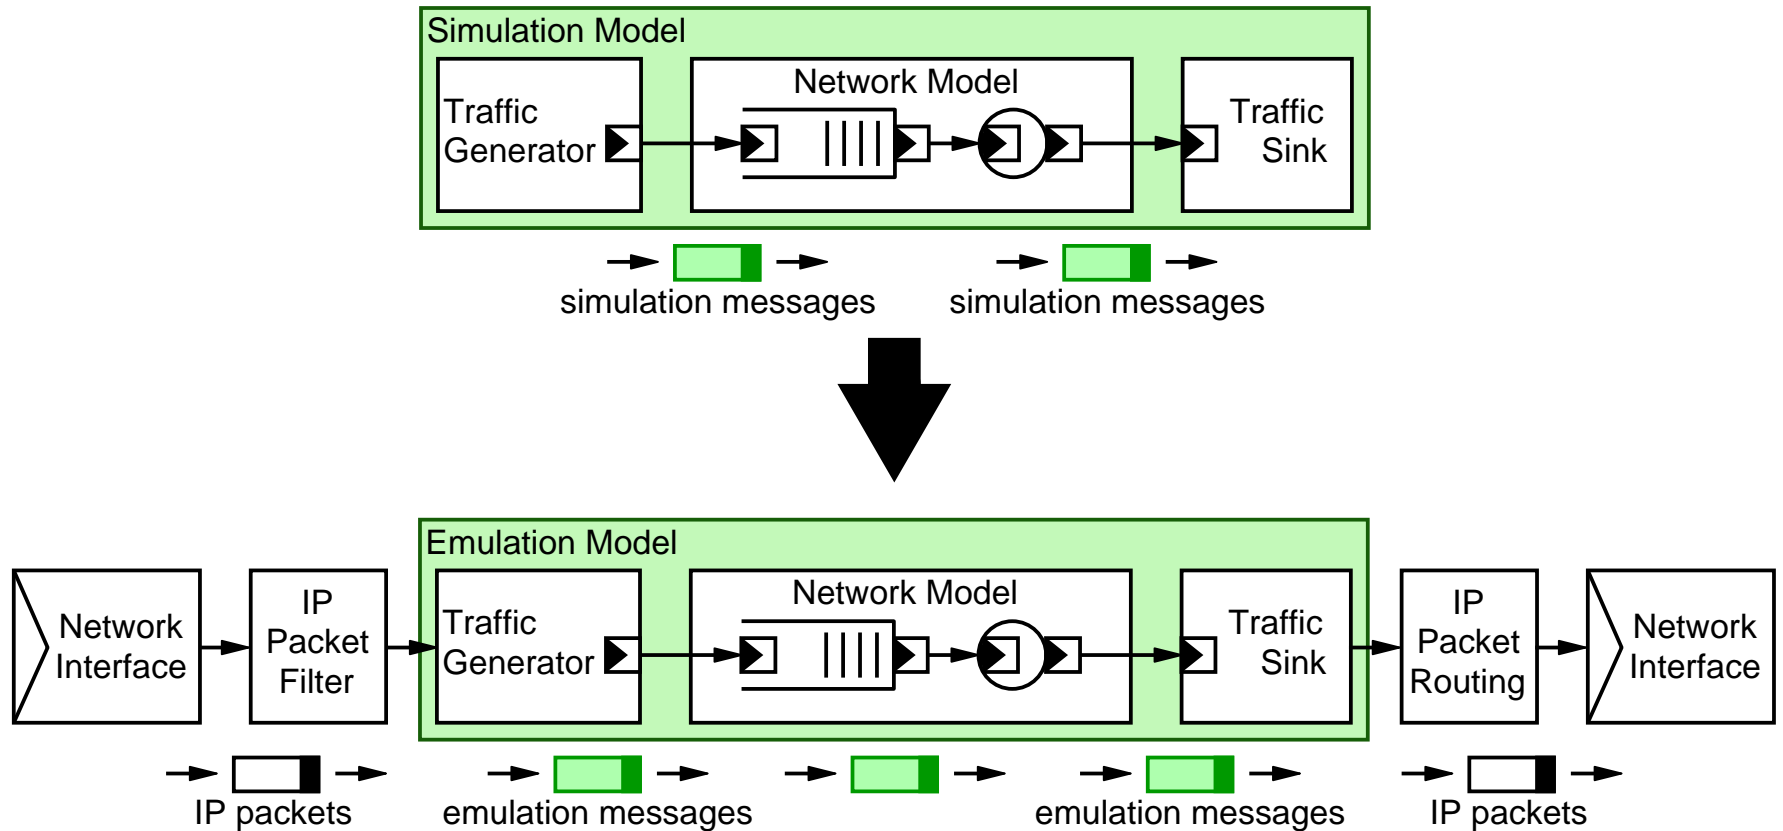 Simulation Model
Traffic
Generator
Network Model
Traffic
Sink
simulation messages
simulation messages
Emulation Model
Network
Interface
IP
Packet
Filter
Traffic
Generator
Network Model
Traffic
Sink
IP
Packet
Routing
Network
Interface
IP packets
emulation messages
emulation messages
IP packets